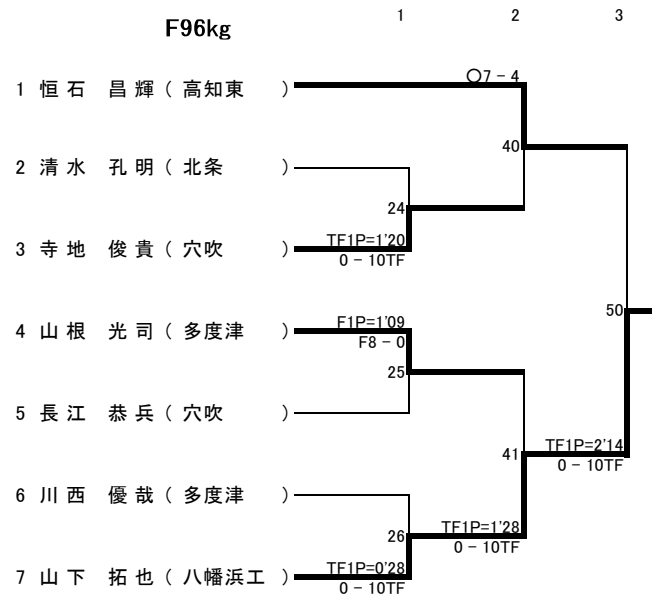 1 2 3
F96kg
○7－4
1 恒石 昌輝（高知東）
40
2 清水 孔明（北条）
24
TF1P=1'20
3 寺地 俊貴（穴吹）
0－10TF
50
F1P=1'09
4 山根 光司（多度津）
F8－0
25
5 長江 恭兵（穴吹）
TF1P=2'14
41
0－10TF
6 川西 優哉（多度津）
TF1P=1'28
26
0－10TF
TF1P=0'28
7 山下 拓也（八幡浜工）
0－10TF